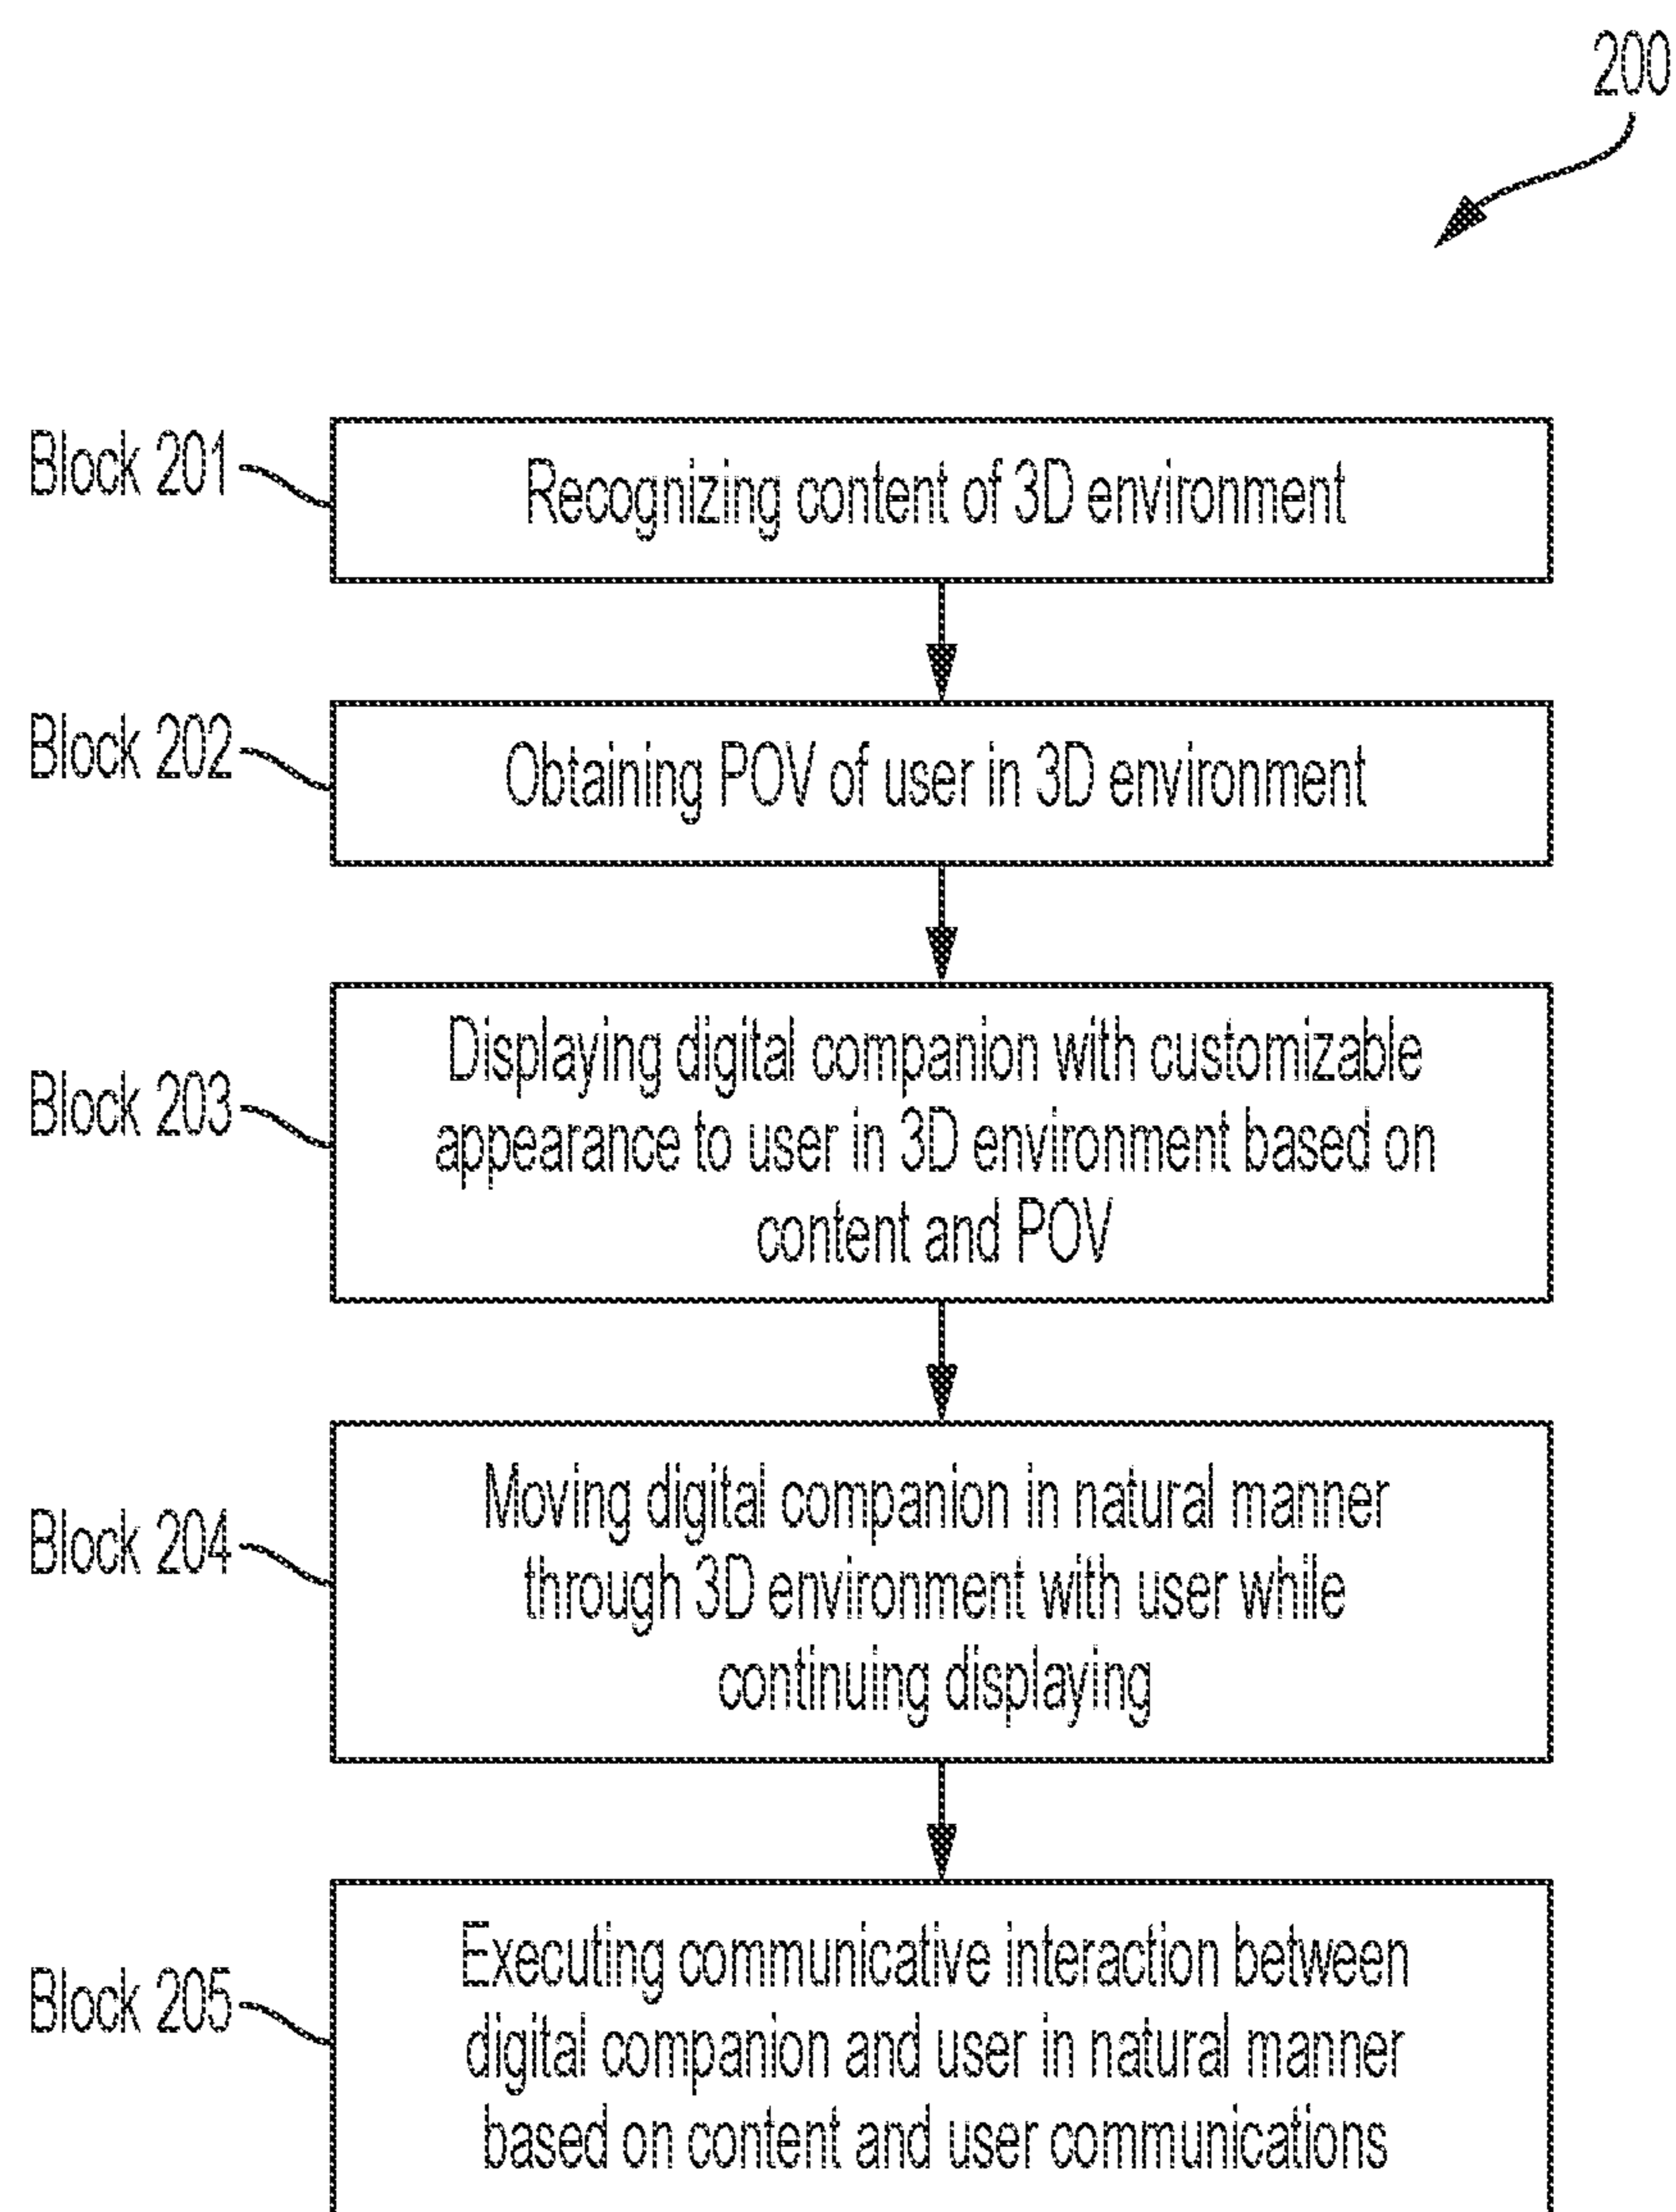 200
Block 201
Recognizing content of 3D environment
Block 202
Obtaining POV of user in 3D environment
Block 203
Displaying digital companion with customizable
appearance to user in 3D environment based on
content and POV
Block 204
Moving digital companion in natural manner
through 3D environment with user while
continuing displaying
Block 205
Executing communicative interaction between
digital companion and user in natural manner
based on content and user communications